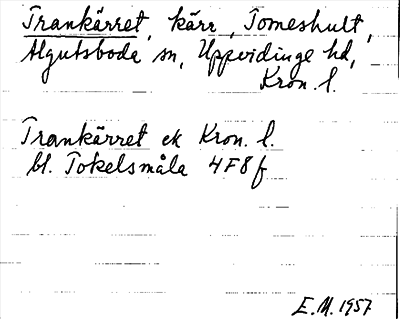 Trankärret, kärr, Tomeshult,
Algutsboda sn, Uppvidinge hd,
Kron. l.
Trankärret ek Kron. l.
bl. Tokelsmåla 4F8f
E.M. 1957